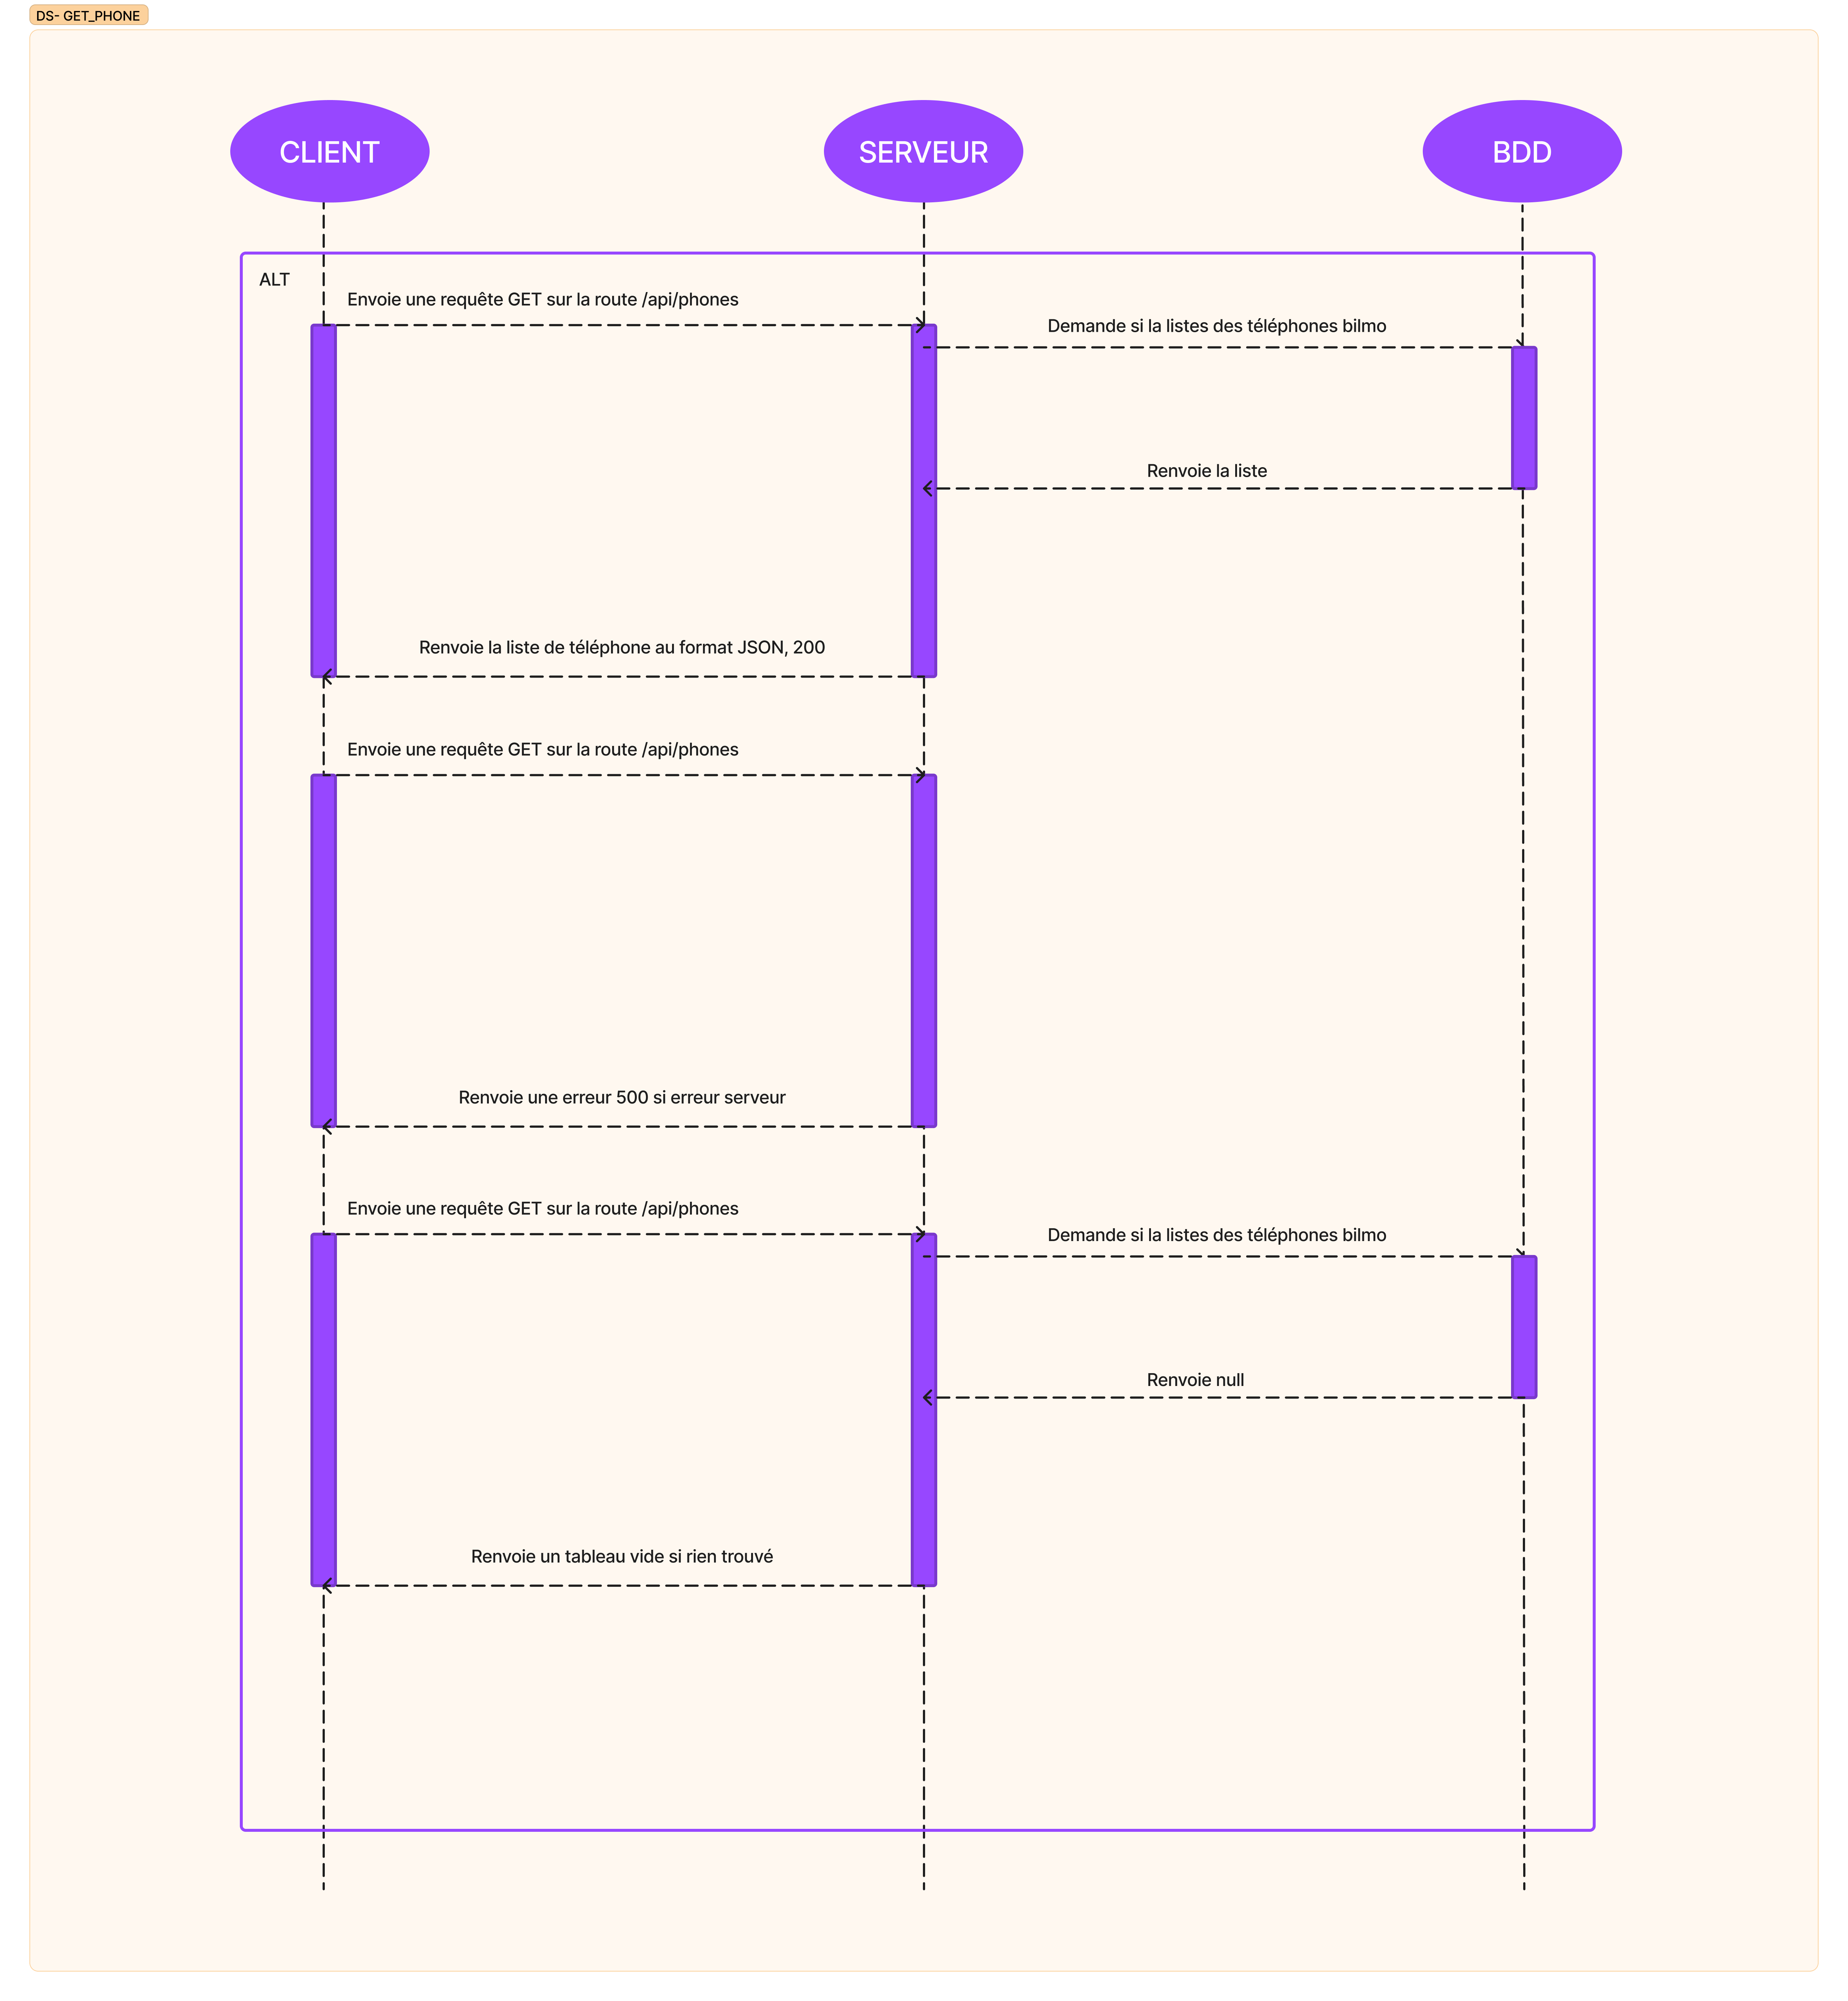 DS- GET_PHONE
CLIENT
SERVEUR
BDD
ALT
Envoie une requête GET sur la route /api/phones
Demande si la listes des téléphones bilmo
Renvoie la liste
Renvoie la liste de téléphone au format JSON, 200
Envoie une requête GET sur la route /api/phones
Renvoie une erreur 500 si erreur serveur
Envoie une requête GET sur la route /api/phones
Demande si la listes des téléphones bilmo
Renvoie null
Renvoie un tableau vide si rien trouvé